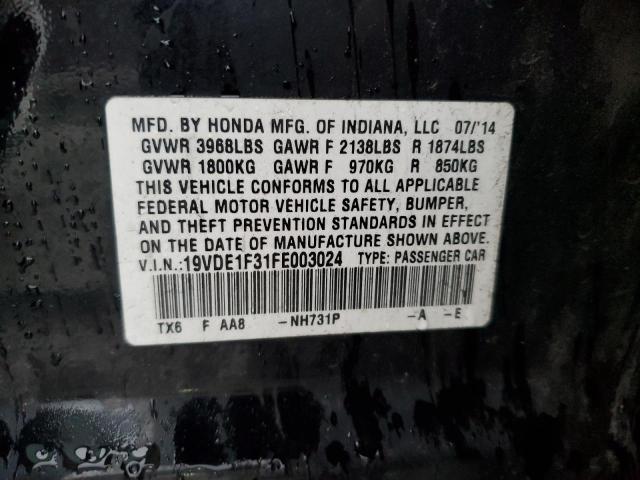 MFD. BY HONDA MFG. OF INDIANA, LLC 07/'14
GVWR 3968LBS GAWR F 2138LBS R 1874LBS
GVWR 1800KG GAWR F 970KG R 850KG
THIS VEHICLE CONFORMS TO ALL APPLICABLE
FEDERAL MOTOR VEHICLE SAFETY, BUMPER,
AND THEFT PREVENTION STANDARDS IN EFFECT
ON THE DATE OF MANUFACTURE SHOWN ABOVE.
V.I.N.:19VDE1F31FE003024 TYPE: PASSENGER CAR
TX6 F AA8 -NH731P -A -E